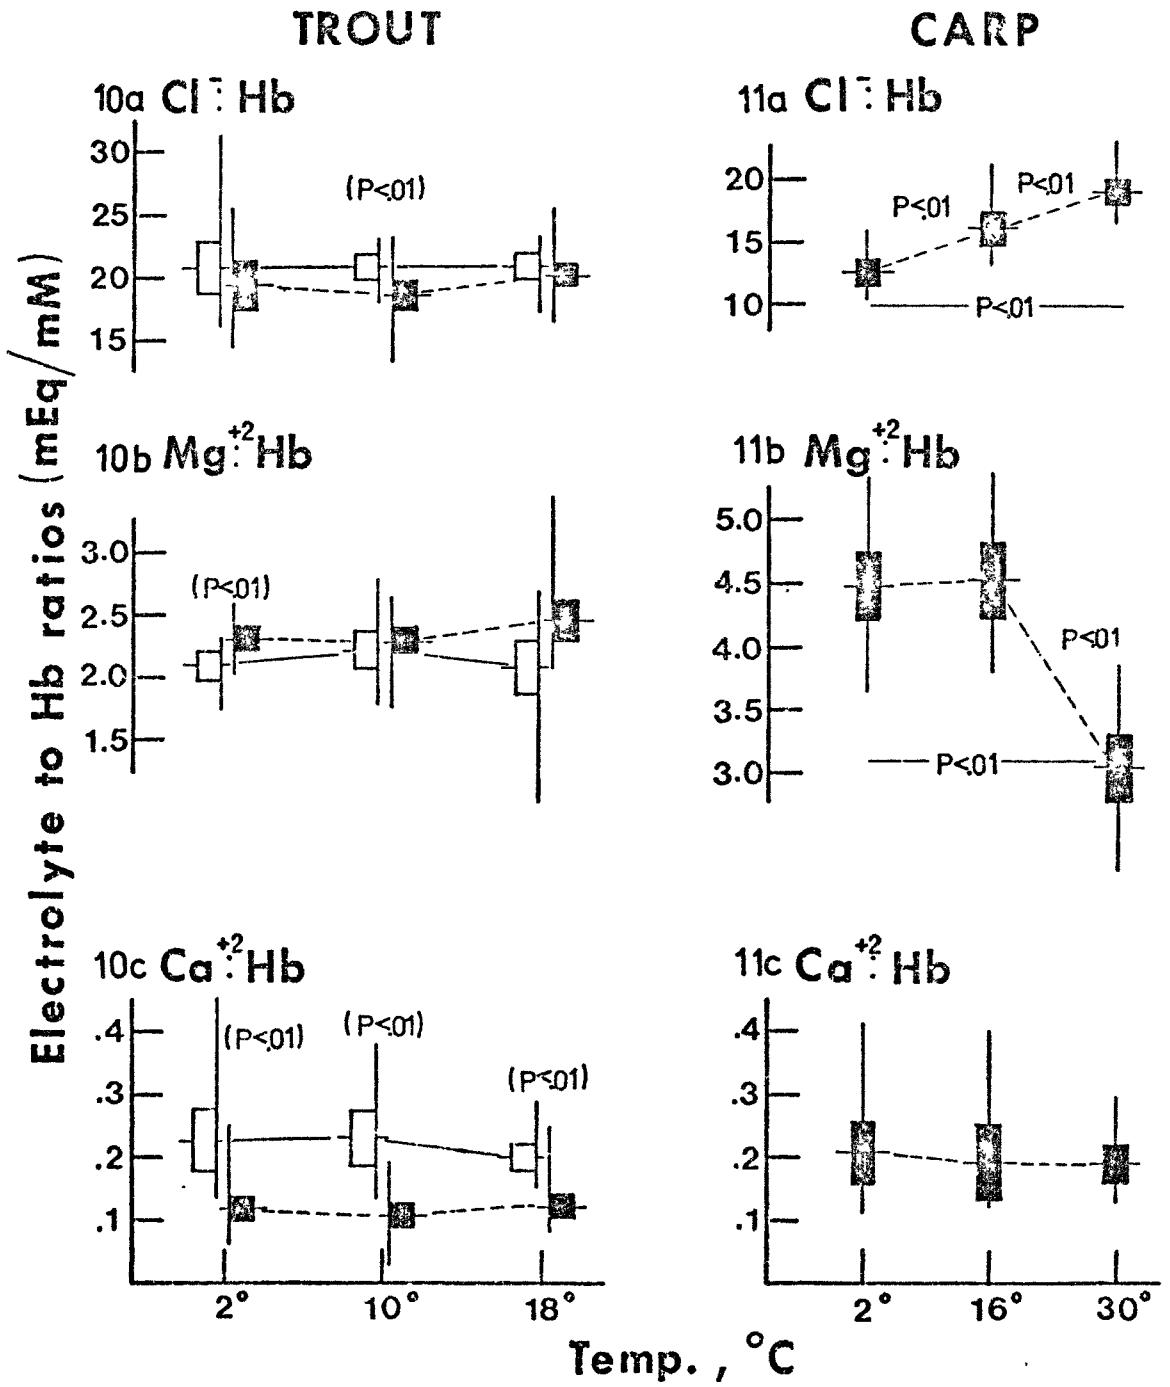 TROUT
CARP
Electrolyte to Hb ratios (mEq/mM)
10a Cl⁻:Hb
30
25
20
15
(P<.01)
11a Cl⁻:Hb
20
15
10
P<.01
P<.01
P<.01
10b Mg⁺²:Hb
3.0
2.5
2.0
1.5
(P<.01)
11b Mg⁺²:Hb
5.0
4.5
4.0
3.5
3.0
P<.01
P<.01
10c Ca⁺²:Hb
.4
.3
.2
.1
(P<.01)
(P<.01)
(P<.01)
2° 10° 18°
11c Ca⁺²:Hb
.4
.3
.2
.1
2° 16° 30°
Temp., °C